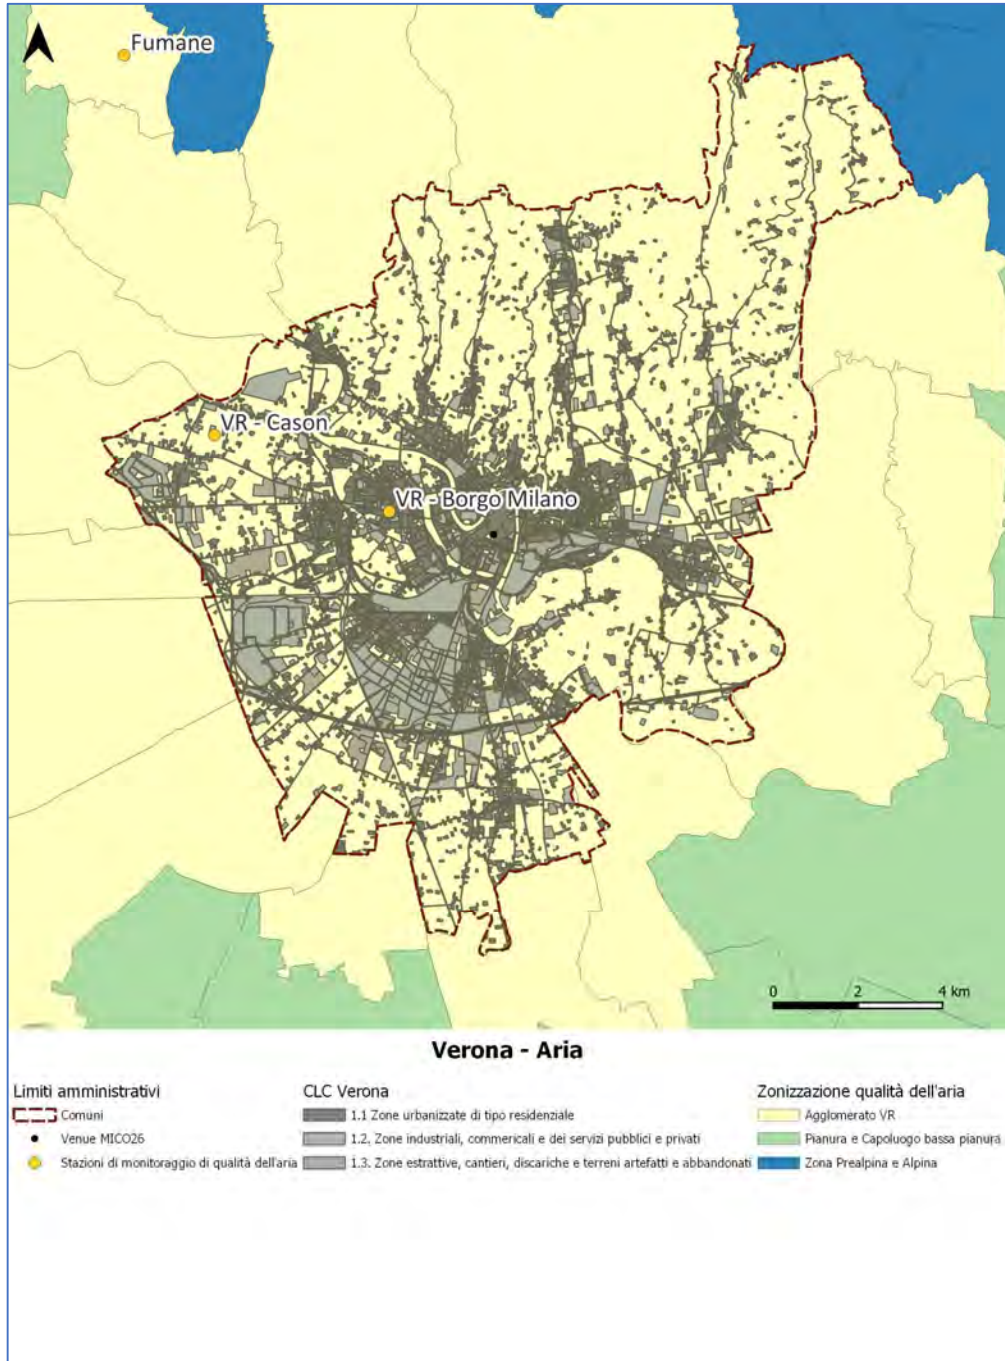 Fumane
VR - Cason
VR - Borgo Milano
0 2 4 km
Verona - Aria
Limiti amministrativi
Comuni
Venue MICO26
Stazioni di monitoraggio di qualità dell'aria
CLC Verona
1.1 Zone urbanizzate di tipo residenziale
1.2. Zone industriali, commericali e dei servizi pubblici e privati
1.3. Zone estrattive, cantieri, discariche e terreni artefatti e abbandonati
Zonizzazione qualità dell'aria
Agglomerato VR
Pianura e Capoluogo bassa pianura
Zona Prealpina e Alpina